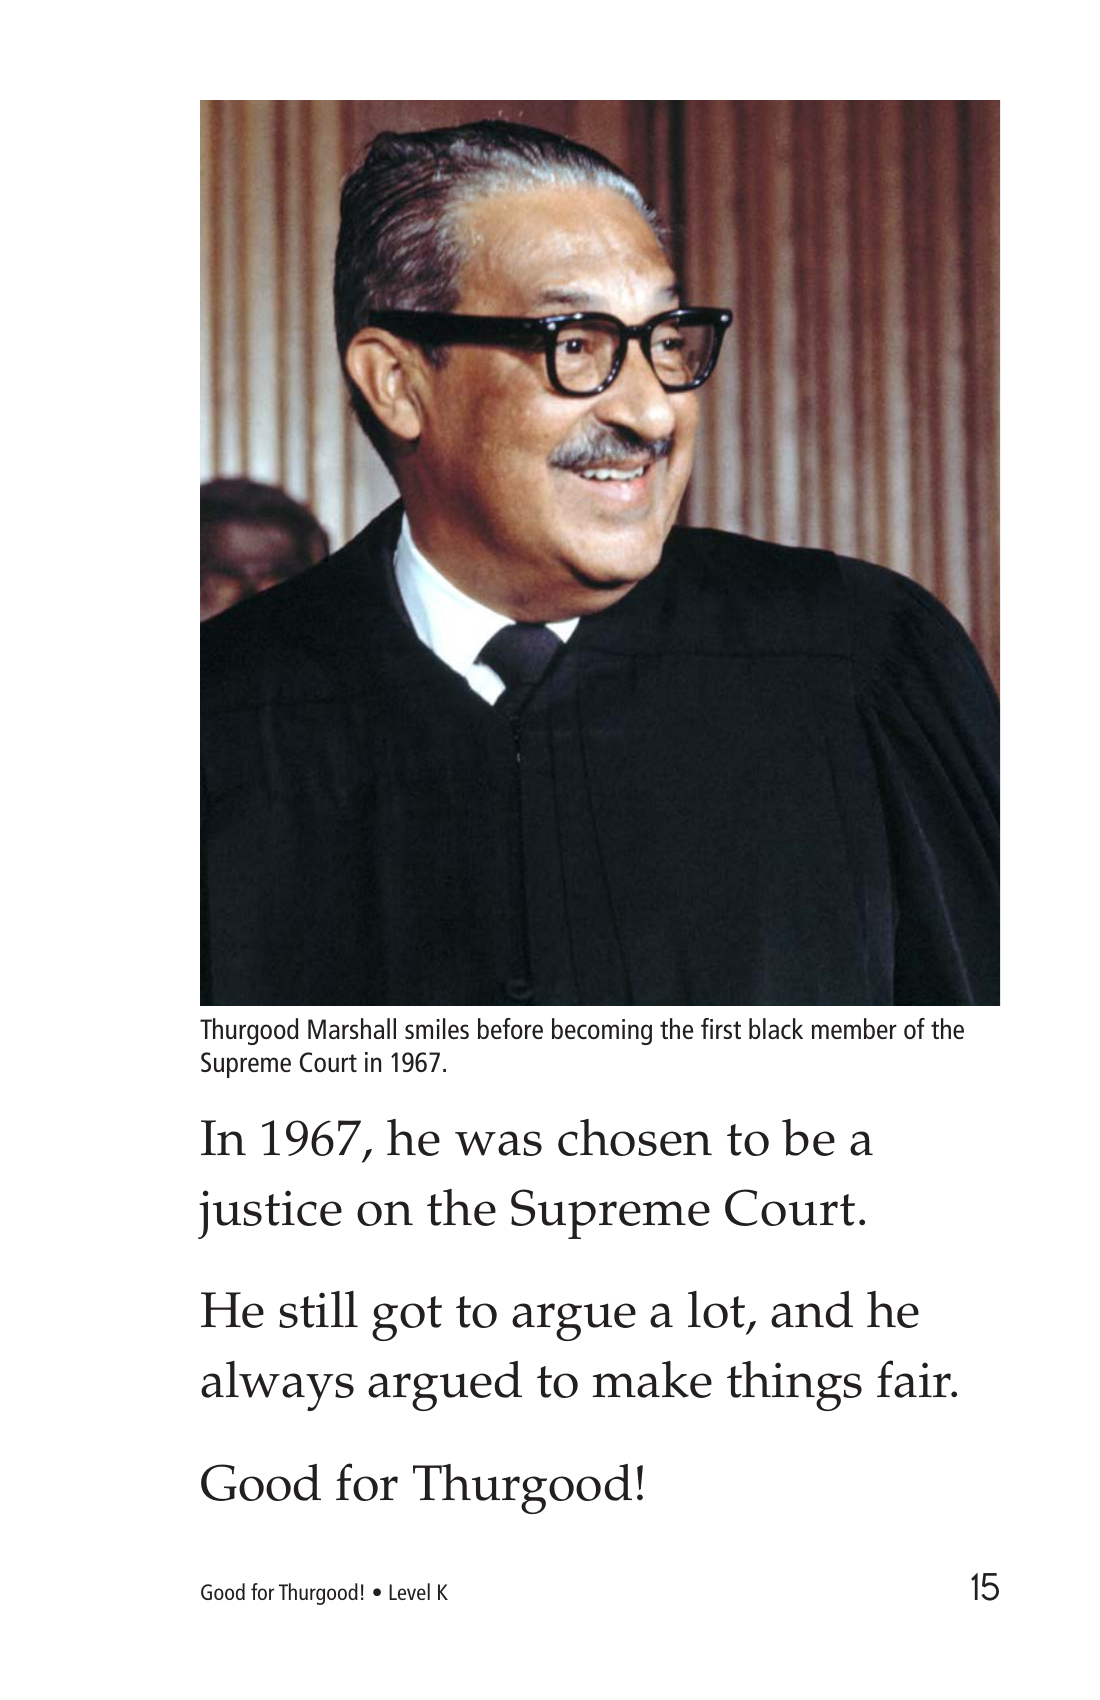 Thurgood Marshall smiles before becoming the first black member of the
Supreme Court in 1967.
In 1967, he was chosen to be a
justice on the Supreme Court.
He still got to argue a lot, and he
always argued to make things fair.
Good for Thurgood!
Good for Thurgood! • Level K
15